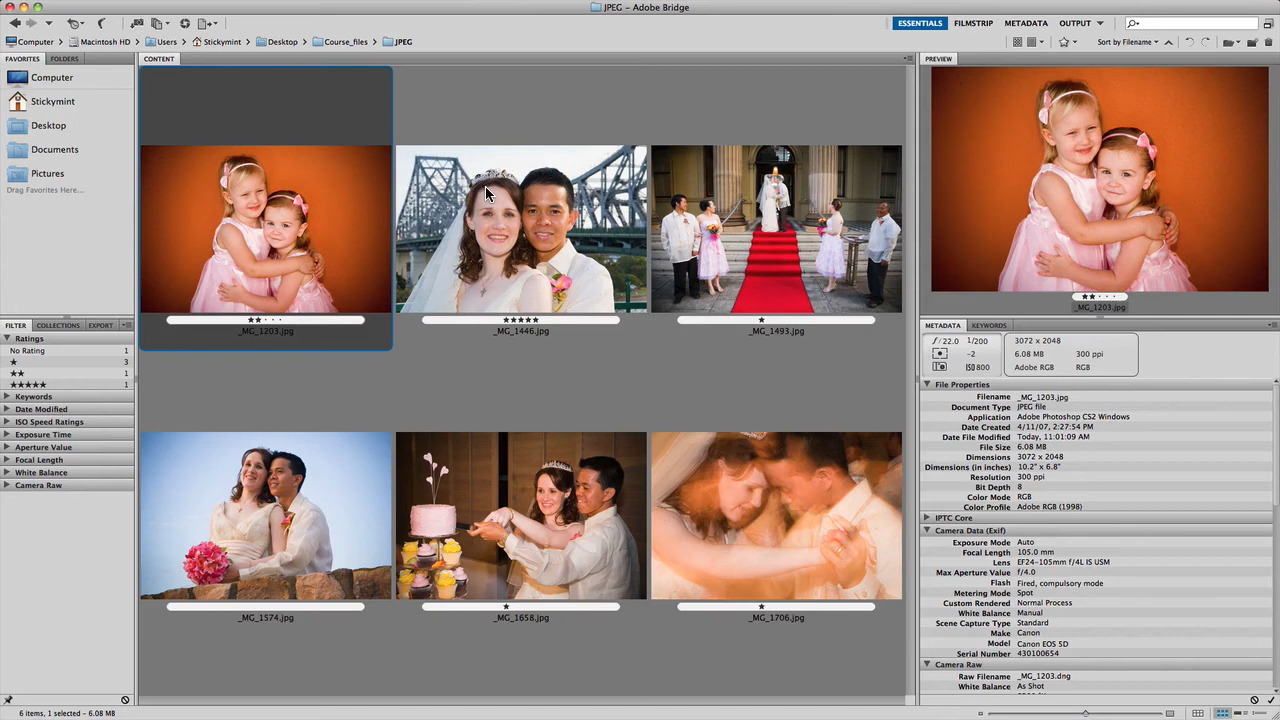 JPEG – Adobe Bridge
ESSENTIALS FILMSTRIP METADATA OUTPUT
Computer Macintosh HD Users Stickymint Desktop Course_files JPEG
Sort by Filename
FAVORITES FOLDERS
Computer
Stickymint
Desktop
Documents
Pictures
Drag Favorites Here...
FILTER COLLECTIONS EXPORT
Ratings
No Rating 1
★ 3
★★ 1
★★★★★ 1
Keywords
Date Modified
ISO Speed Ratings
Exposure Time
Aperture Value
Focal Length
White Balance
Camera Raw
6 items, 1 selected - 6.08 MB
CONTENT
_MG_1203.jpg
_MG_1446.jpg
_MG_1493.jpg
_MG_1574.jpg
_MG_1658.jpg
_MG_1706.jpg
PREVIEW
_MG_1203.jpg
METADATA KEYWORDS
f/22.0 1/200
-2
ISO800
3072 x 2048
6.08 MB 300 ppi
Adobe RGB RGB
File Properties
Filename _MG_1203.jpg
Document Type JPEG file
Application Adobe Photoshop CS2 Windows
Date Created 4/11/07, 2:27:54 PM
Date File Modified Today, 11:01:09 AM
File Size 6.08 MB
Dimensions 3072 x 2048
Dimensions (in inches) 10.2" x 6.8"
Resolution 300 ppi
Bit Depth 8
Color Mode RGB
Color Profile Adobe RGB (1998)
IPTC Core
Camera Data (Exif)
Exposure Mode Auto
Focal Length 105.0 mm
Lens EF24-105mm f/4L IS USM
Max Aperture Value f/4.0
Flash Fired, compulsory mode
Metering Mode Spot
Custom Rendered Normal Process
White Balance Manual
Scene Capture Type Standard
Make Canon
Model Canon EOS 5D
Serial Number 430100654
Camera Raw
Raw Filename _MG_1203.dng
White Balance As Shot